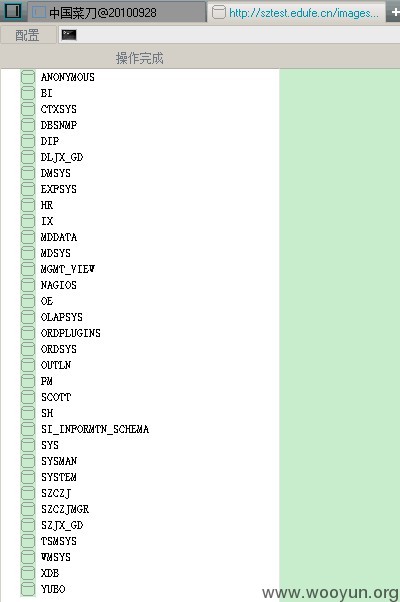 中国菜刀@20100928
http://sztest.edufe.cn/images...
配置
操作完成
ANONYMOUS
BI
CTXSYS
DBSNMP
DIP
DLJX_GD
DMSYS
EXFSYS
HR
IX
MDDATA
MDSYS
MGMT_VIEW
NAGIOS
OE
OLAPSYS
ORDPLUGINS
ORDSYS
OUTLN
PM
SCOTT
SH
SI_INFORMTN_SCHEMA
SYS
SYSMAN
SYSTEM
SZCZJ
SZCZJMGR
SZJX_GD
TSMSYS
WMSYS
XDB
YUBO
www.wooyun.org